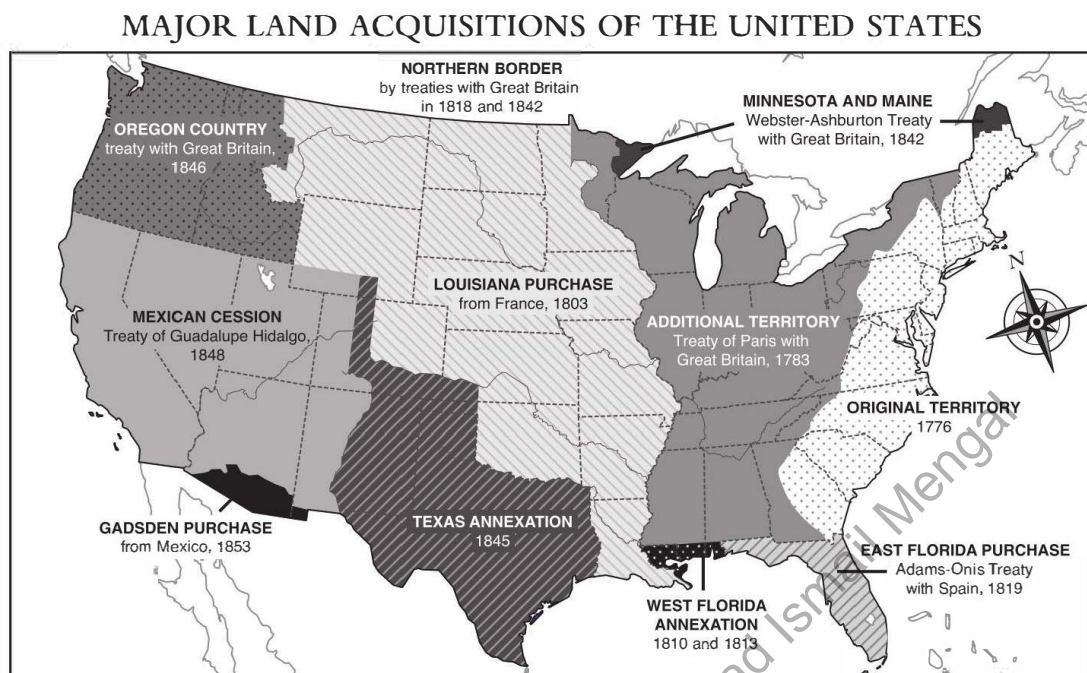 MAJOR LAND ACQUISITIONS OF THE UNITED STATES
NORTHERN BORDER
by treaties with Great Britain
in 1818 and 1842
MINNESOTA AND MAINE
Webster-Ashburton Treaty
with Great Britain,
1842
OREGON COUNTRY
treaty with Great Britain,
1846
LOUISIANA PURCHASE
from France, 1803
MEXICAN CESSION
Treaty of Guadalupe Hidalgo,
1848
ADDITIONAL TERRITORY
Treaty of Paris with
Great Britain, 1783
N
ORIGINAL TERRITORY
1776
GADSDEN PURCHASE
from Mexico, 1853
TEXAS ANNEXATION
1845
WEST FLORIDA
ANNEXATION
1810 and 1813
EAST FLORIDA PURCHASE
Adams-Onis Treaty
with Spain, 1819
ad Ismail Mengal